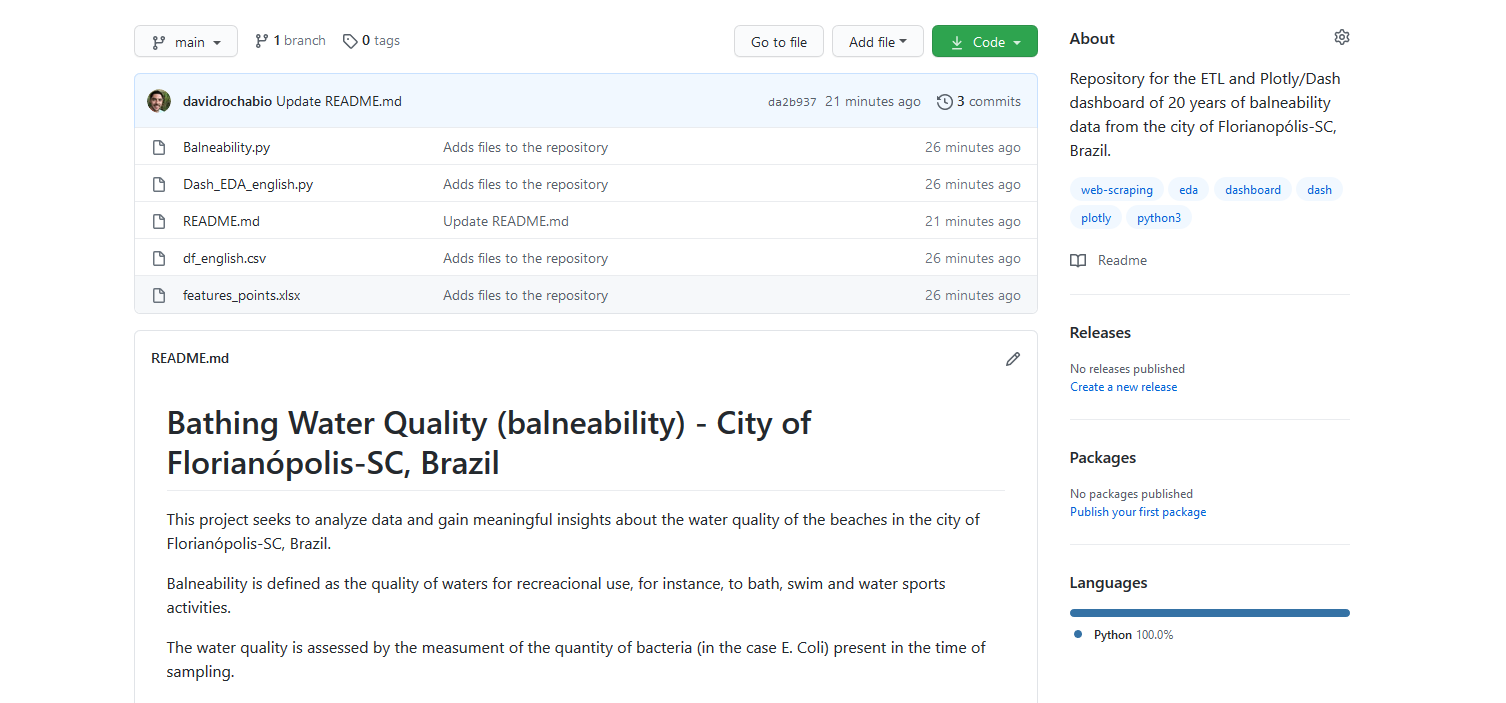 main
1 branch
0 tags
Go to file
Add file
Code
davidrochabio Update README.md
da2b937 21 minutes ago
3 commits
Balneability.py Adds files to the repository 26 minutes ago
Dash_EDA_english.py Adds files to the repository 26 minutes ago
README.md Update README.md 21 minutes ago
df_english.csv Adds files to the repository 26 minutes ago
features_points.xlsx Adds files to the repository 26 minutes ago
README.md
Bathing Water Quality (balneability) - City of
Florianópolis-SC, Brazil
This project seeks to analyze data and gain meaningful insights about the water quality of the beaches in the city of
Florianópolis-SC, Brazil.
Balneability is defined as the quality of waters for recreacional use, for instance, to bath, swim and water sports
activities.
The water quality is assessed by the measument of the quantity of bacteria (in the case E. Coli) present in the time of
sampling.
About
Repository for the ETL and Plotly/Dash
dashboard of 20 years of balneability
data from the city of Florianopólis-SC,
Brazil.
web-scraping eda dashboard dash
plotly python3
Readme
Releases
No releases published
Create a new release
Packages
No packages published
Publish your first package
Languages
Python 100.0%